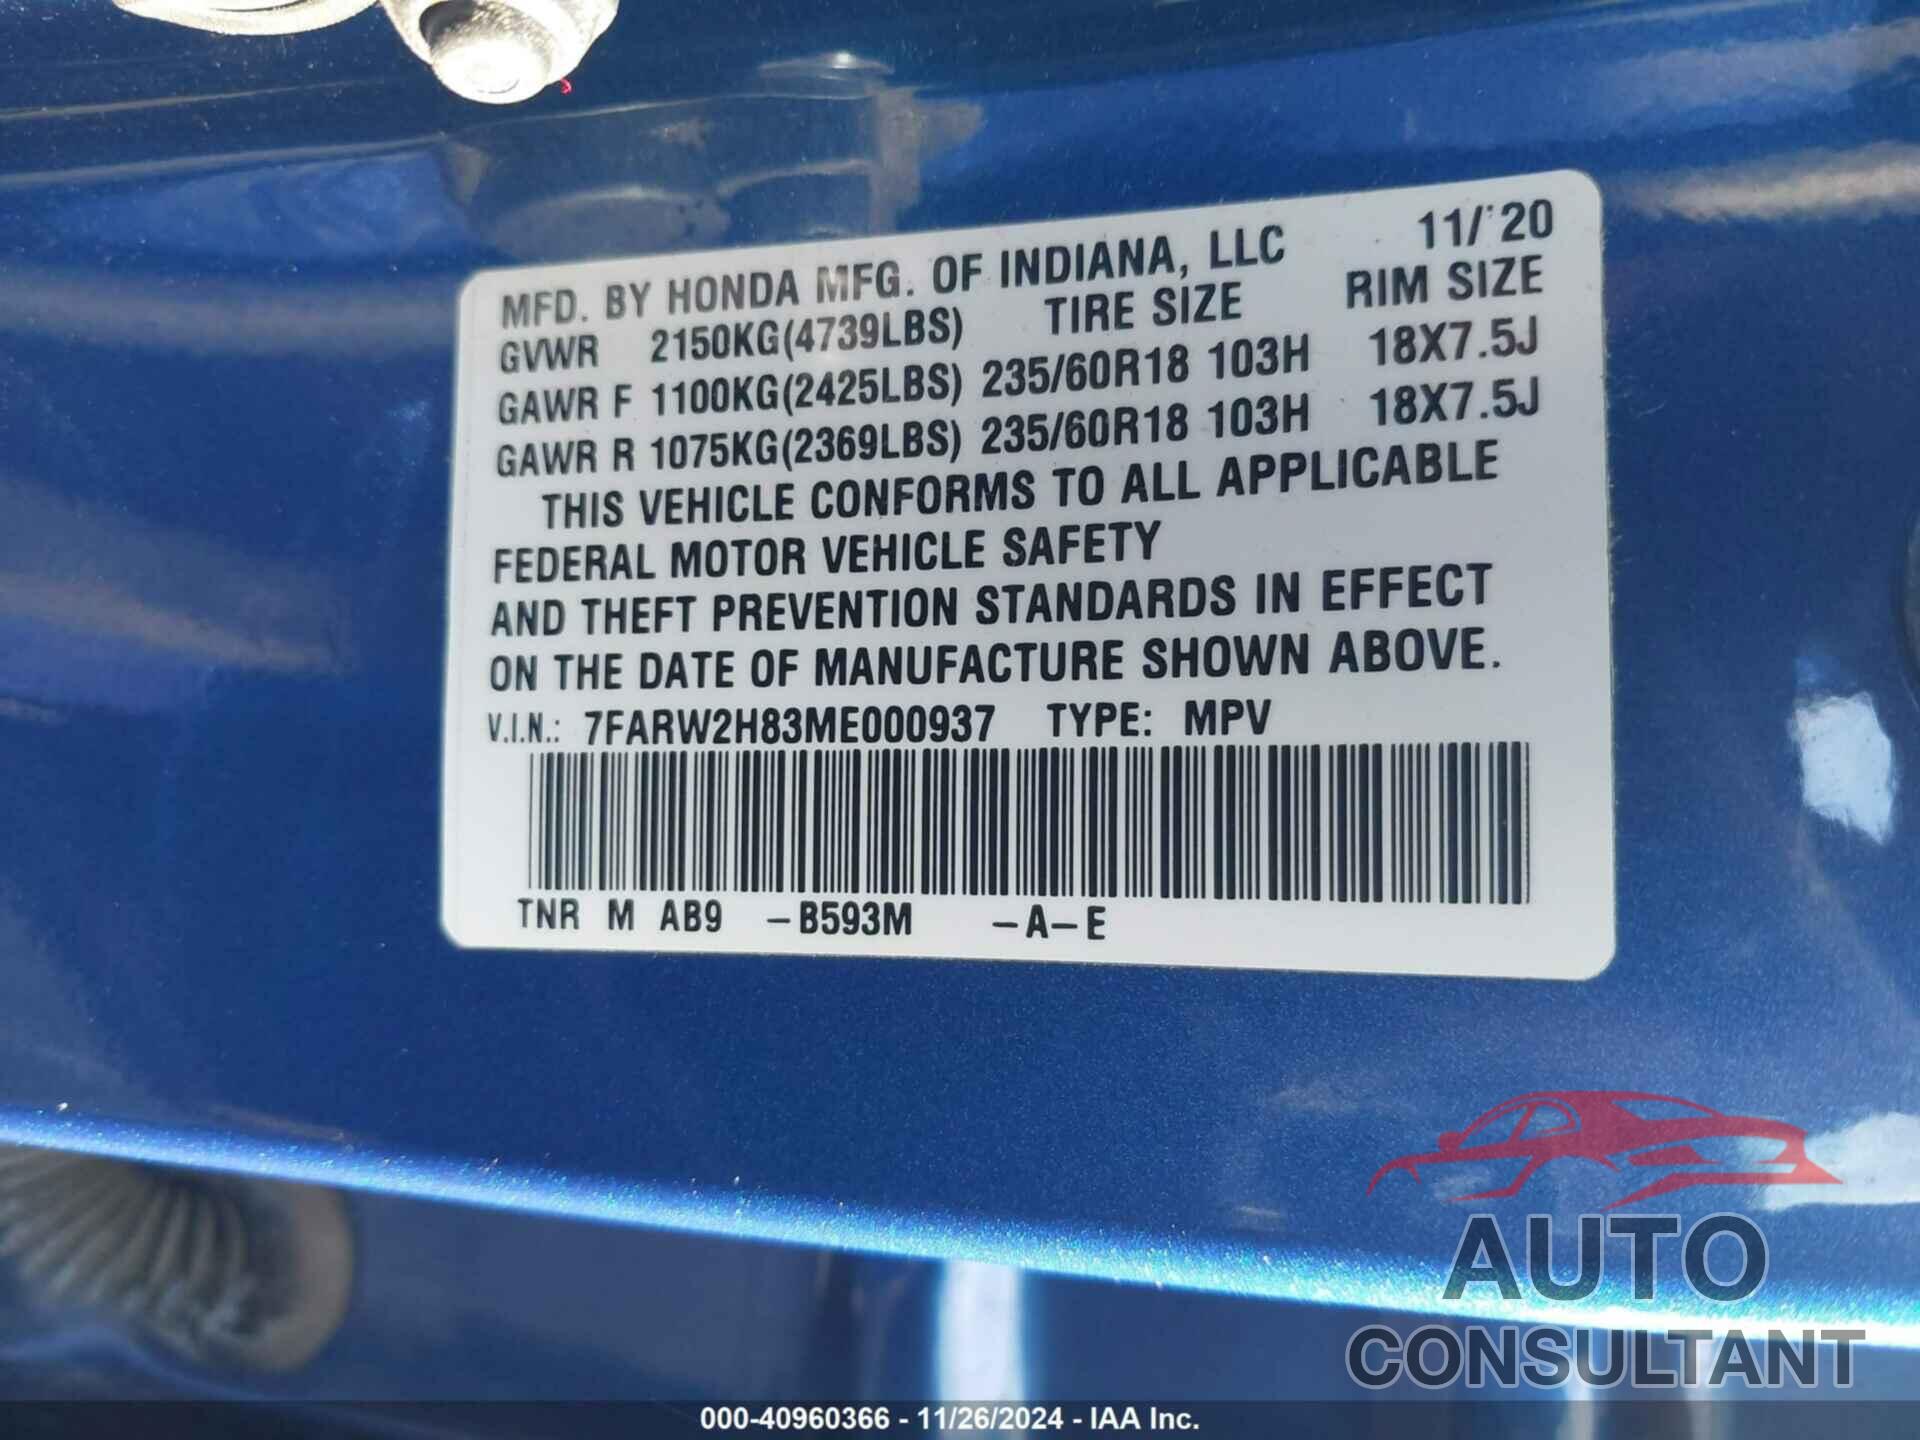 MFD. BY HONDA MFG. OF INDIANA, LLC 11/'20
GVWR 2150KG(4739LBS) TIRE SIZE RIM SIZE
GAWR F 1100KG(2425LBS) 235/60R18 103H 18X7.5J
GAWR R 1075KG(2369LBS) 235/60R18 103H 18X7.5J
THIS VEHICLE CONFORMS TO ALL APPLICABLE
FEDERAL MOTOR VEHICLE SAFETY
AND THEFT PREVENTION STANDARDS IN EFFECT
ON THE DATE OF MANUFACTURE SHOWN ABOVE.
V.I.N.: 7FARW2H83ME000937 TYPE: MPV
TNR M AB9 -B593M -A-E
AUTO
CONSULTANT
000-40960366 - 11/26/2024 - IAA Inc.